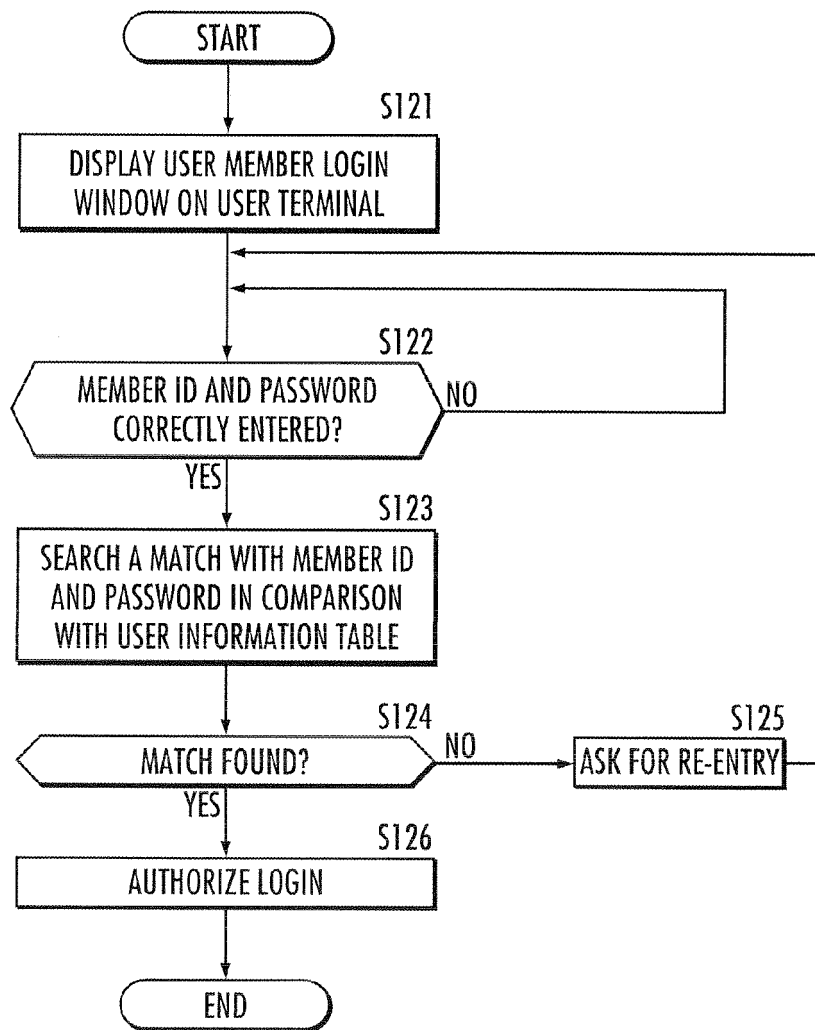 START
S121
DISPLAY USER MEMBER LOGIN
WINDOW ON USER TERMINAL
S122
MEMBER ID AND PASSWORD
CORRECTLY ENTERED?
NO
YES
S123
SEARCH A MATCH WITH MEMBER ID
AND PASSWORD IN COMPARISON
WITH USER INFORMATION TABLE
S124
MATCH FOUND?
NO
S125
ASK FOR RE-ENTRY
YES
S126
AUTHORIZE LOGIN
END